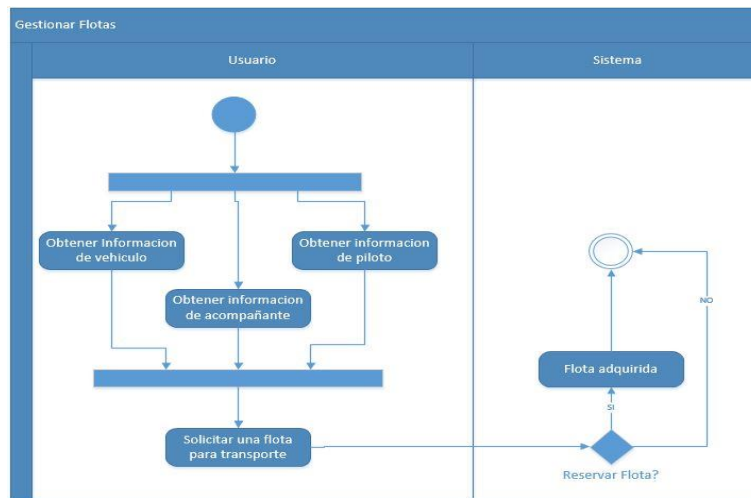 Gestionar Flotas
Usuario
Sistema
Obtener Informacion
de vehiculo
Obtener informacion
de piloto
Obtener informacion
de acompañante
Solicitar una flota
para transporte
Flota adquirida
SI
NO
Reservar Flota?